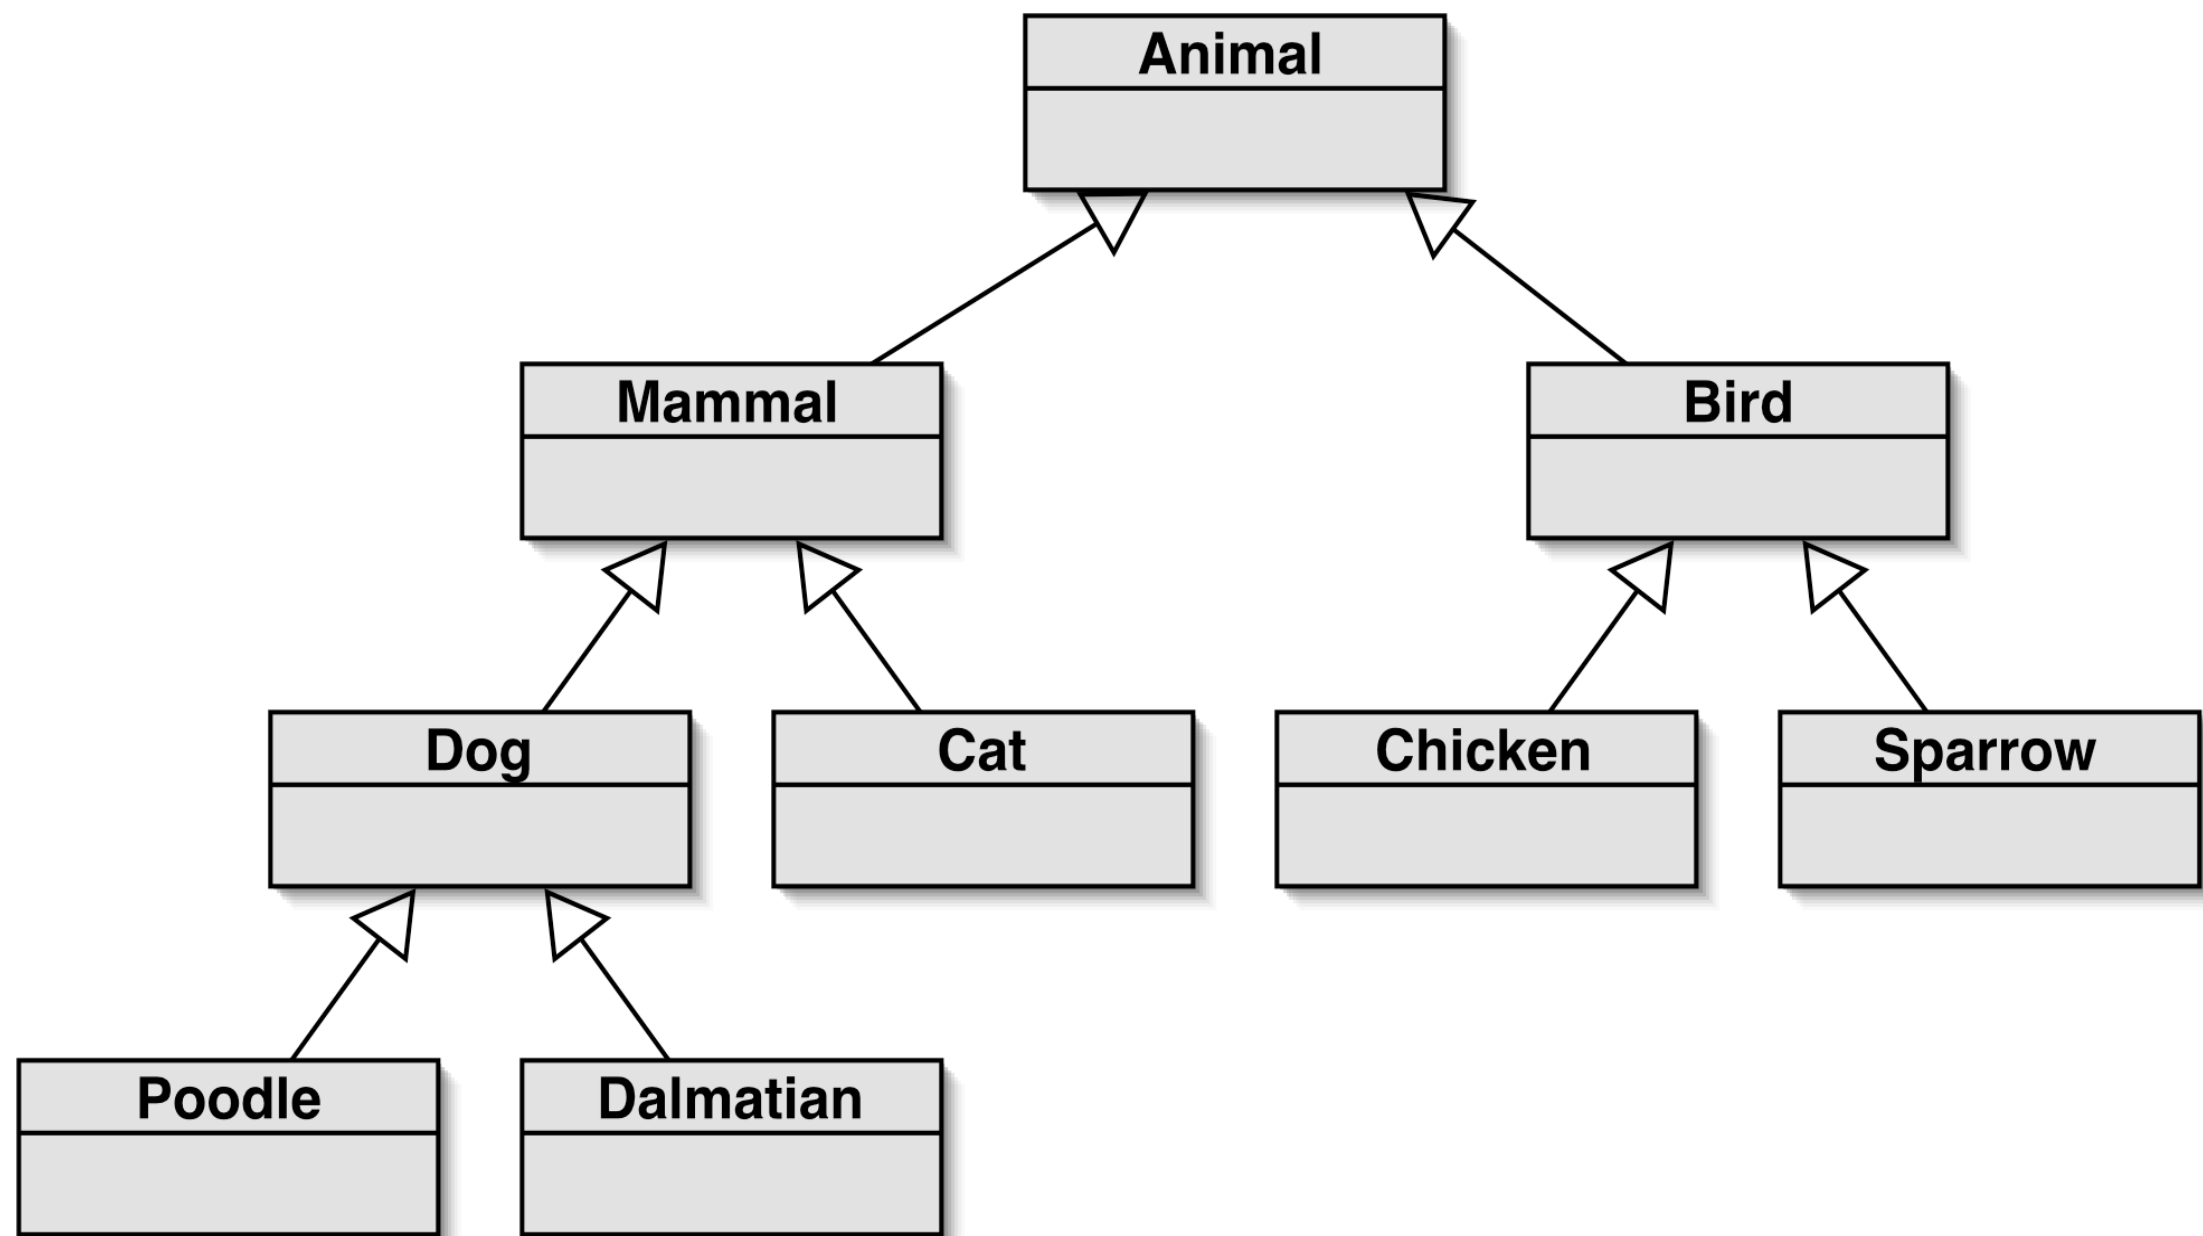 Animal
Mammal
Bird
Dog
Cat
Chicken
Sparrow
Poodle
Dalmatian